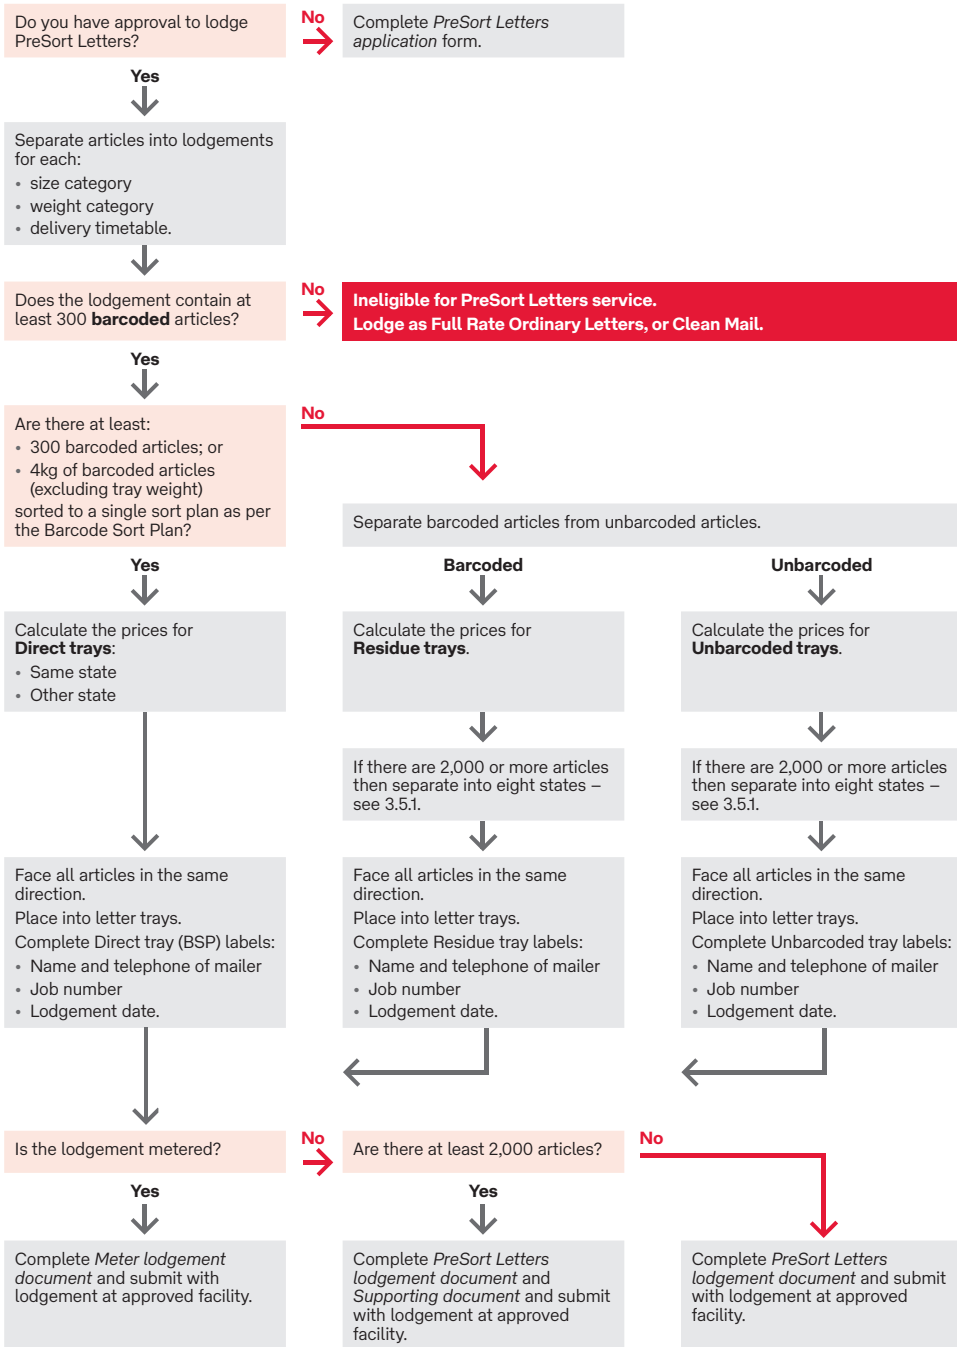 Do you have approval to lodge
PreSort Letters?
No
Complete PreSort Letters
application form.
Yes
Separate articles into lodgements
for each:
• size category
• weight category
• delivery timetable.
Does the lodgement contain at
least 300 barcoded articles?
No
Ineligible for PreSort Letters service.
Lodge as Full Rate Ordinary Letters, or Clean Mail.
Yes
Are there at least:
• 300 barcoded articles; or
• 4kg of barcoded articles
(excluding tray weight)
sorted to a single sort plan as per
the Barcode Sort Plan?
No
Separate barcoded articles from unbarcoded articles.
Yes
Barcoded
Unbarcoded
Calculate the prices for
Direct trays:
• Same state
• Other state
Calculate the prices for
Residue trays.
Calculate the prices for
Unbarcoded trays.
If there are 2,000 or more articles
then separate into eight states –
see 3.5.1.
If there are 2,000 or more articles
then separate into eight states –
see 3.5.1.
Face all articles in the same
direction.
Place into letter trays.
Complete Direct tray (BSP) labels:
• Name and telephone of mailer
• Job number
• Lodgement date.
Face all articles in the same
direction.
Place into letter trays.
Complete Residue tray labels:
• Name and telephone of mailer
• Job number
• Lodgement date.
Face all articles in the same
direction.
Place into letter trays.
Complete Unbarcoded tray labels:
• Name and telephone of mailer
• Job number
• Lodgement date.
Is the lodgement metered?
No
Are there at least 2,000 articles?
No
Yes
Yes
Complete Meter lodgement
document and submit with
lodgement at approved facility.
Complete PreSort Letters
lodgement document and
Supporting document and submit
with lodgement at approved
facility.
Complete PreSort Letters
lodgement document and submit
with lodgement at approved
facility.